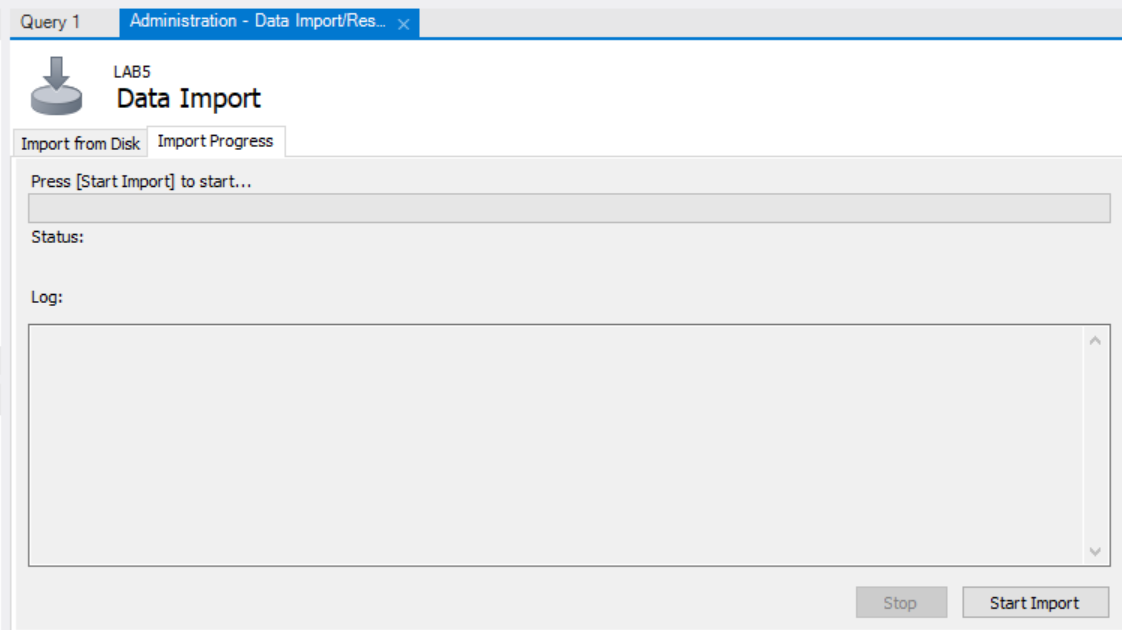 Query 1
Administration - Data Import/Res...
LAB5
Data Import
Import from Disk
Import Progress
Press [Start Import] to start...
Status:
Log:
Stop
Start Import